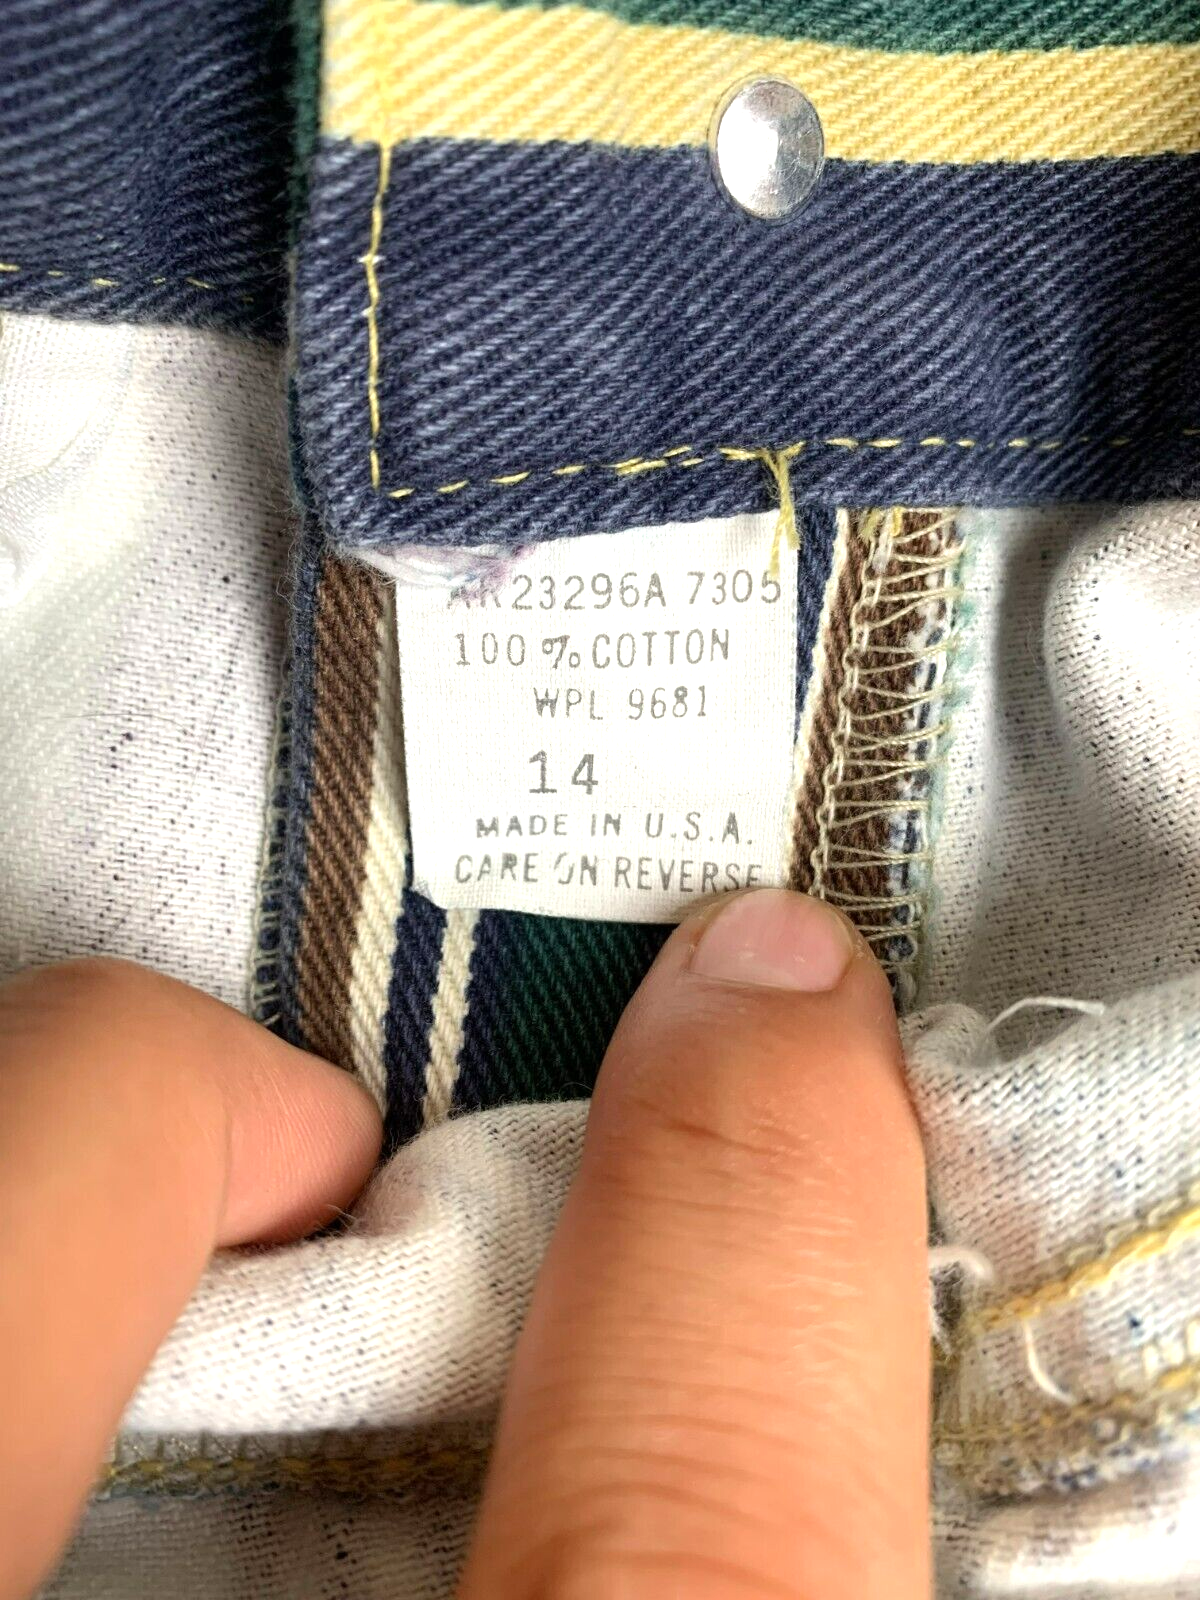 AR23296A 7305
100 % COTTON
WPL 9681
14
MADE IN U.S.A.
CARE ON REVERSE